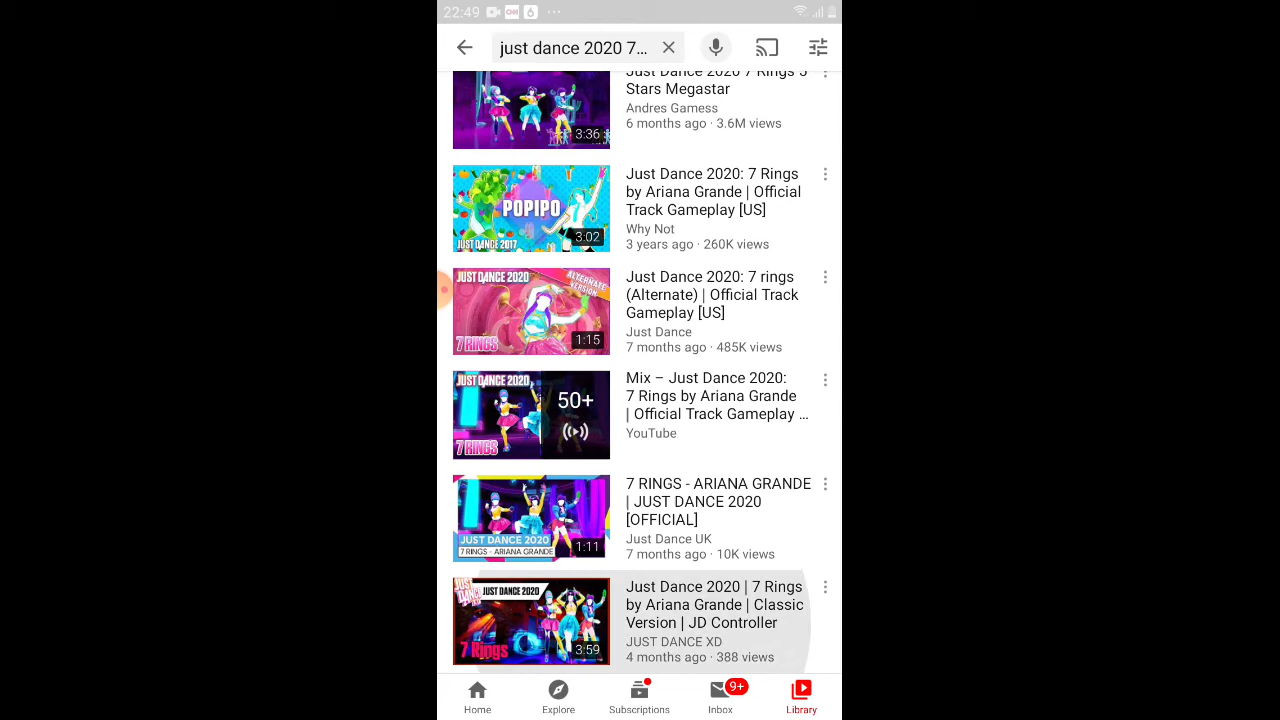 22:49
just dance 2020 7...
Just Dance 2020 7 Rings 5
Stars Megastar
Andres Gamess
6 months ago · 3.6M views
3:36
Just Dance 2020: 7 Rings
by Ariana Grande | Official
Track Gameplay [US]
Why Not
3 years ago · 260K views
POPIPO
JUST DANCE 2017
3:02
Just Dance 2020: 7 rings
(Alternate) | Official Track
Gameplay [US]
Just Dance
7 months ago · 485K views
JUST DANCE 2020
ALTERNATE
VERSION
7 RINGS
1:15
Mix – Just Dance 2020:
7 Rings by Ariana Grande
| Official Track Gameplay ...
YouTube
JUST DANCE 2020
50+
7 RINGS
7 RINGS - ARIANA GRANDE
| JUST DANCE 2020
[OFFICIAL]
Just Dance UK
7 months ago · 10K views
JUST DANCE 2020
7 RINGS - ARIANA GRANDE
1:11
Just Dance 2020 | 7 Rings
by Ariana Grande | Classic
Version | JD Controller
JUST DANCE XD
4 months ago · 388 views
JUST DANCE 2020
7 Rings
3:59
9+
Home
Explore
Subscriptions
Inbox
Library